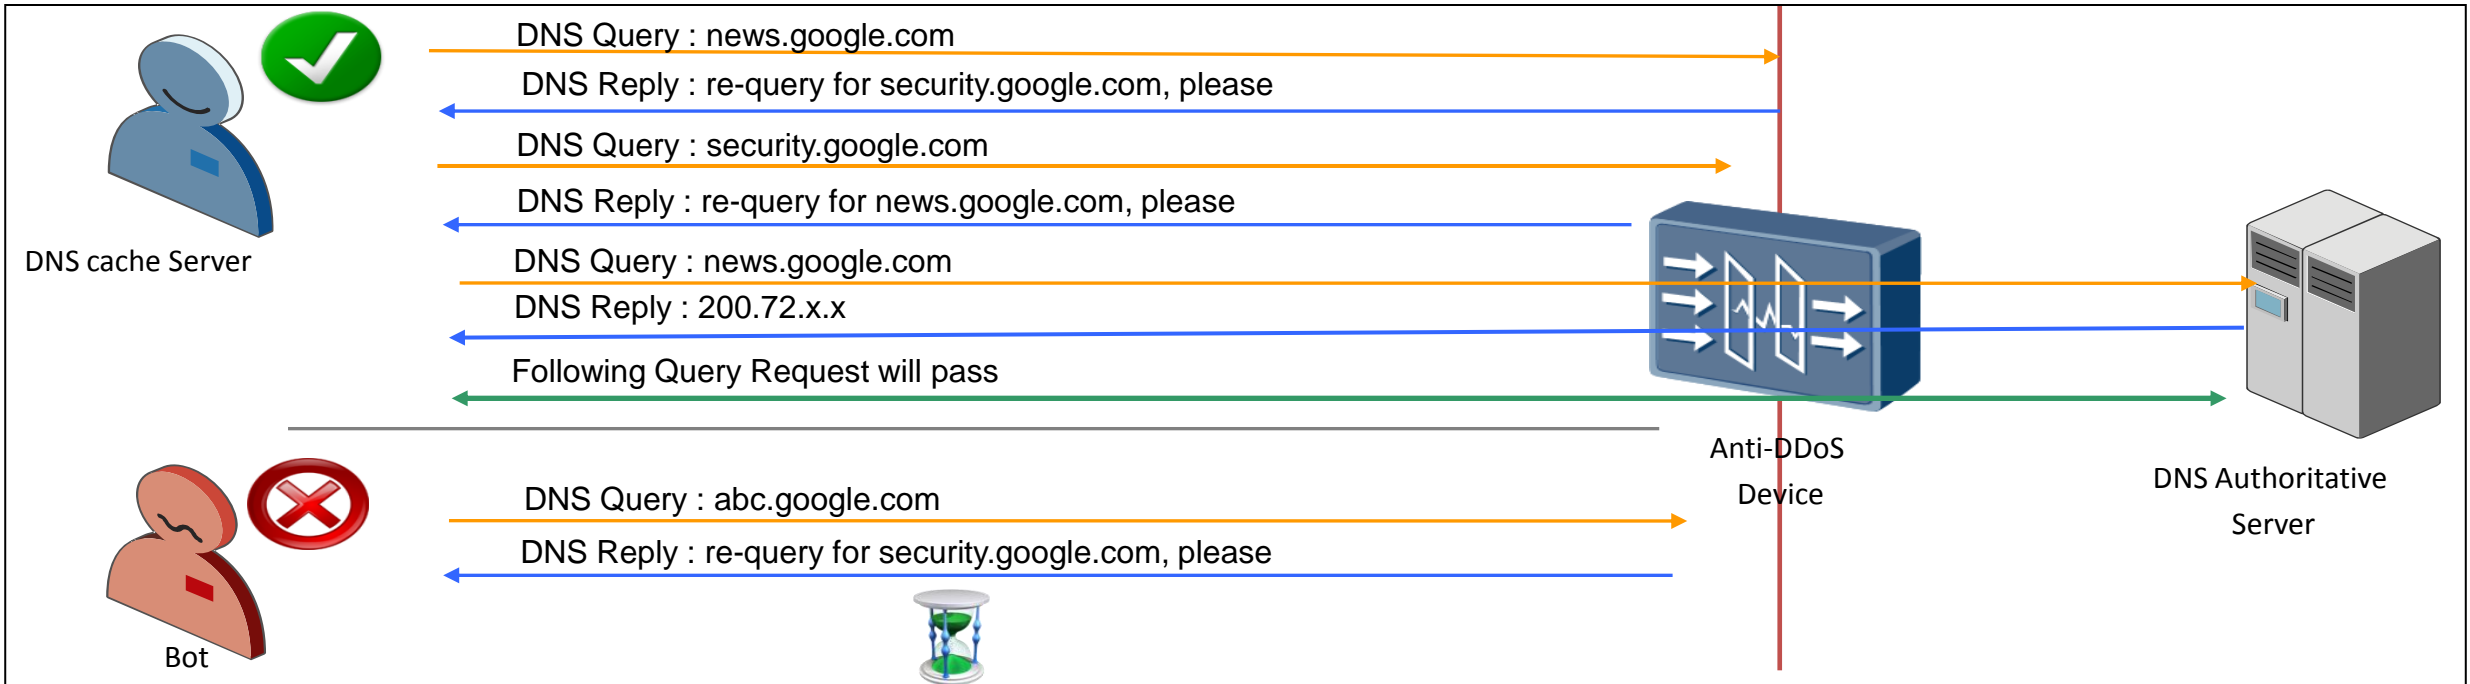 DNS Query : news.google.com
DNS Reply : re-query for security.google.com, please
DNS Query : security.google.com
DNS Reply : re-query for news.google.com, please
DNS cache Server
DNS Query : news.google.com
DNS Reply : 200.72.x.x
Following Query Request will pass
Anti-DDoS
Device
DNS Authoritative
Server
DNS Query : abc.google.com
DNS Reply : re-query for security.google.com, please
Bot